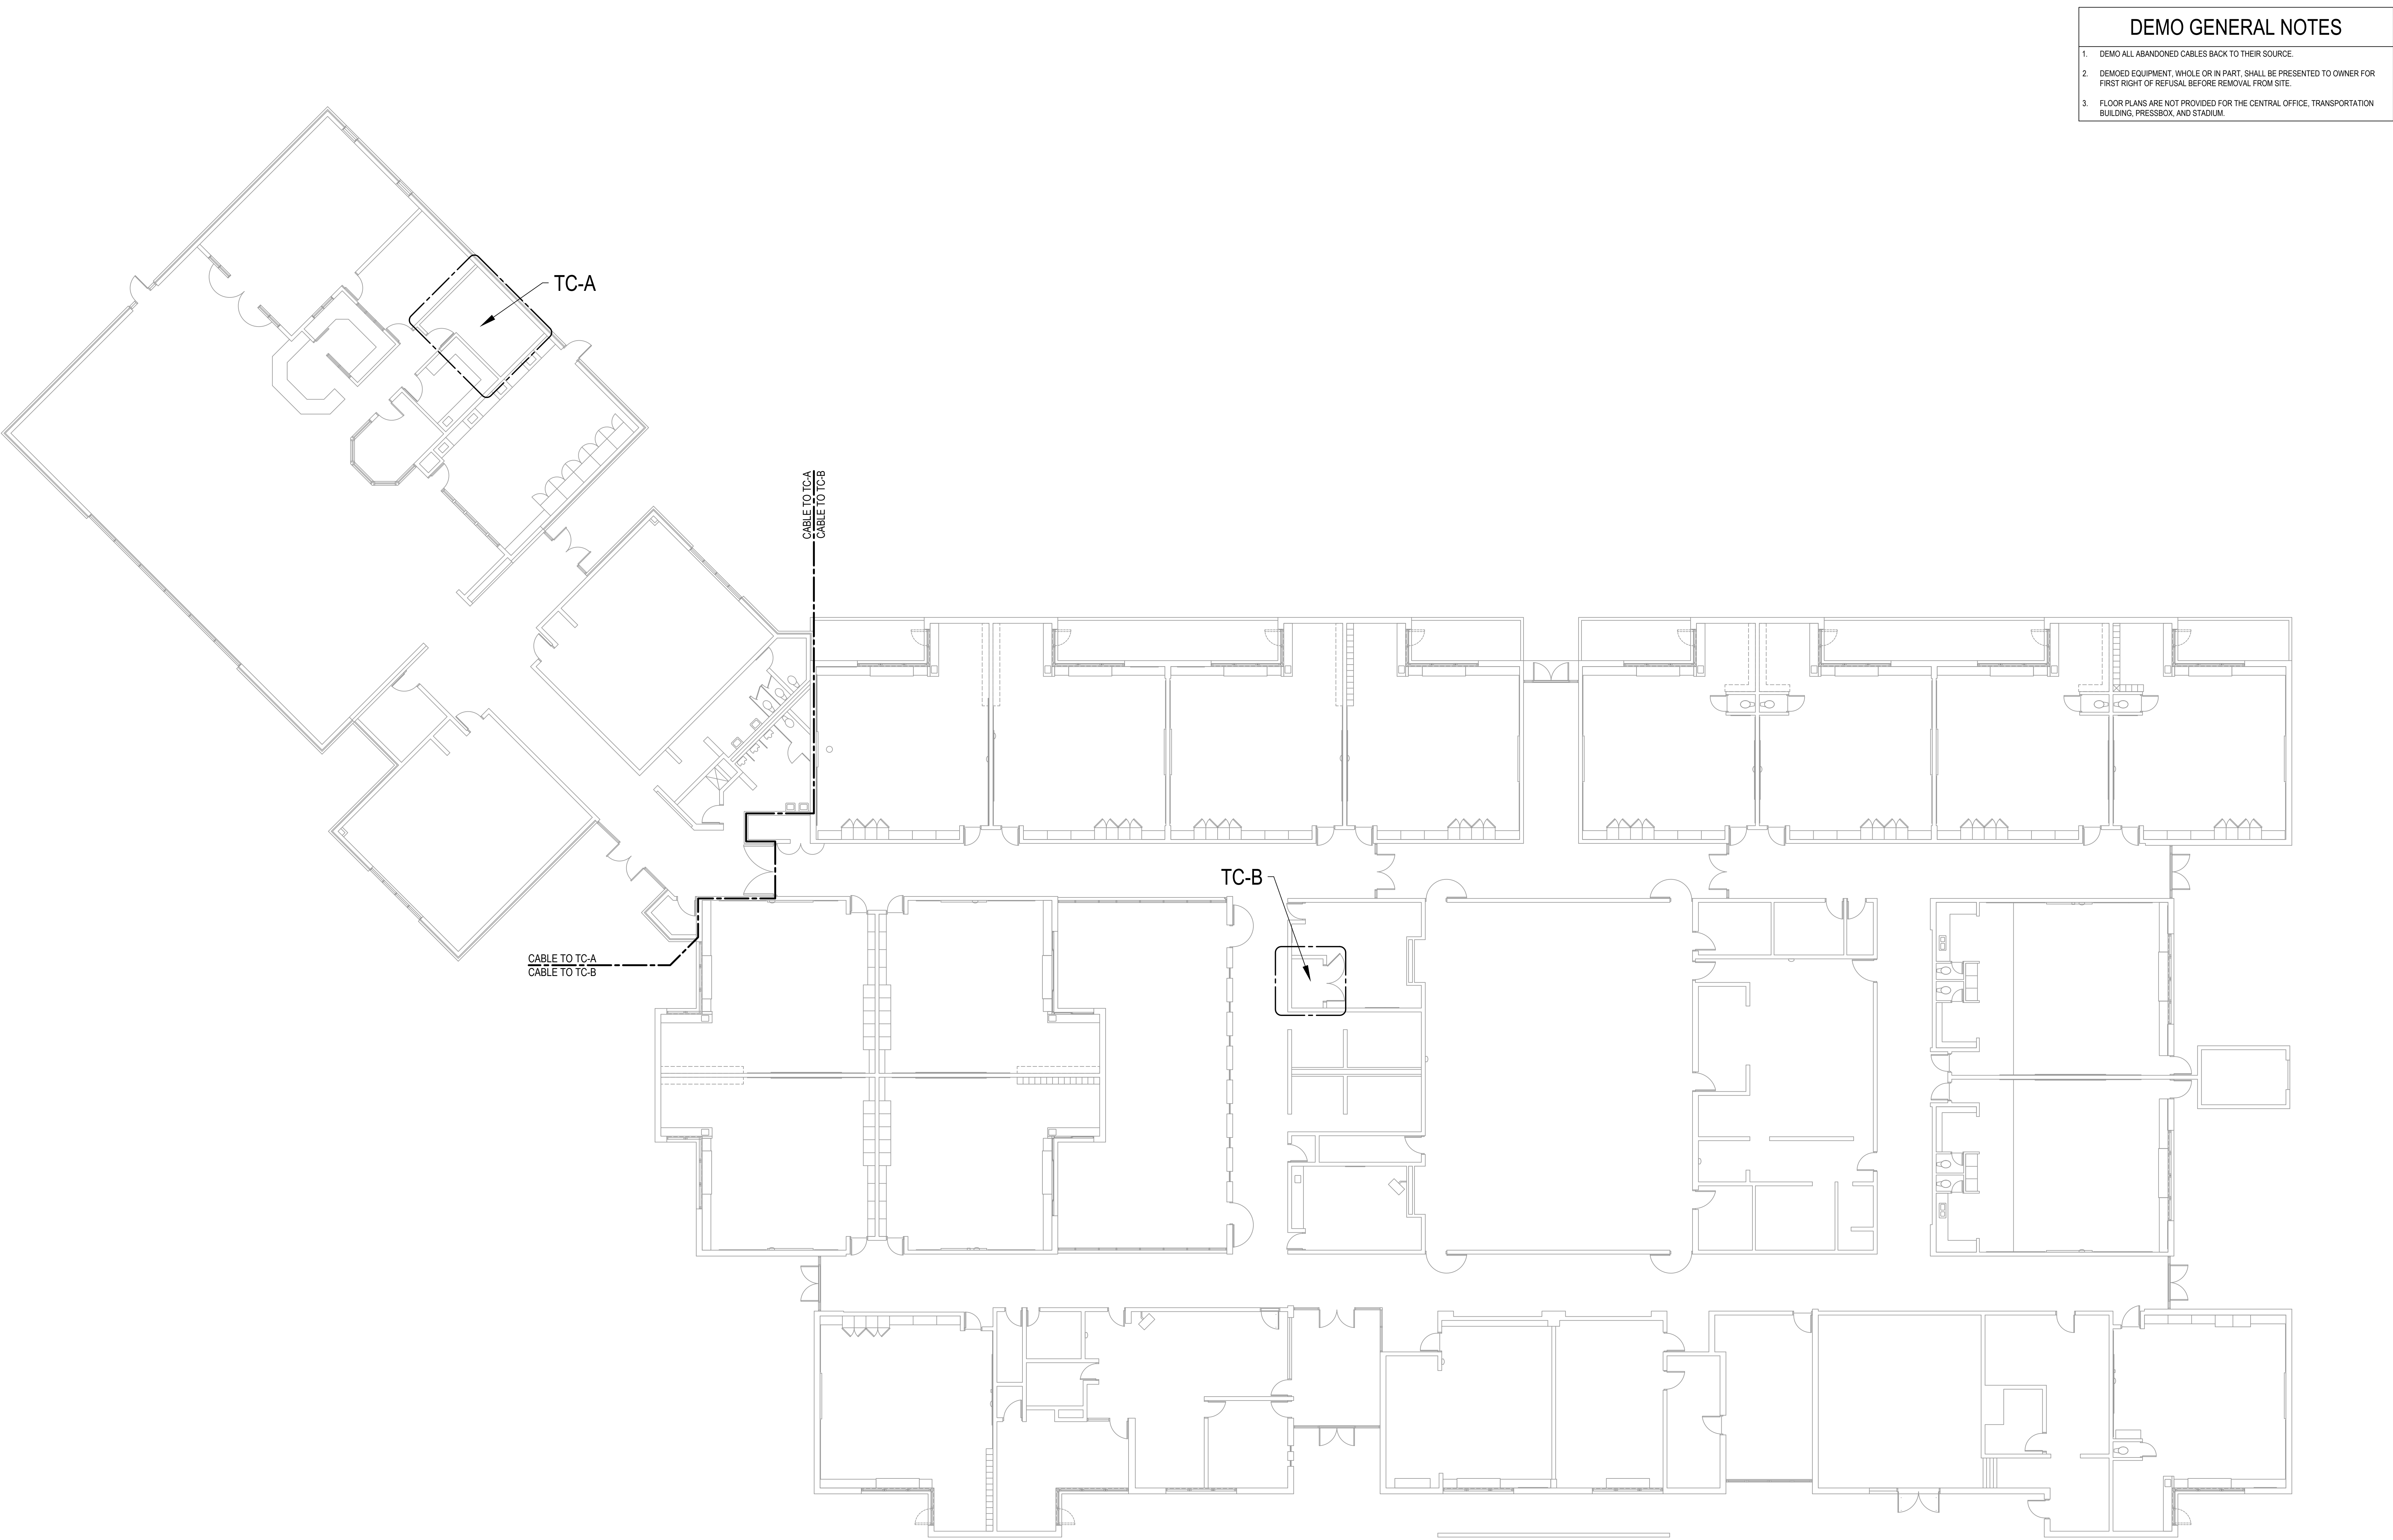 DEMO GENERAL NOTES
1. DEMO ALL ABANDONED CABLES BACK TO THEIR SOURCE.
2. DEMOED EQUIPMENT, WHOLE OR IN PART, SHALL BE PRESENTED TO OWNER FOR
FIRST RIGHT OF REFUSAL BEFORE REMOVAL FROM SITE.
3. FLOOR PLANS ARE NOT PROVIDED FOR THE CENTRAL OFFICE, TRANSPORTATION
BUILDING, PRESSBOX, AND STADIUM.
TC-A
CABLE TO TC-A
CABLE TO TC-B
TC-B
CABLE TO TC-A
CABLE TO TC-B